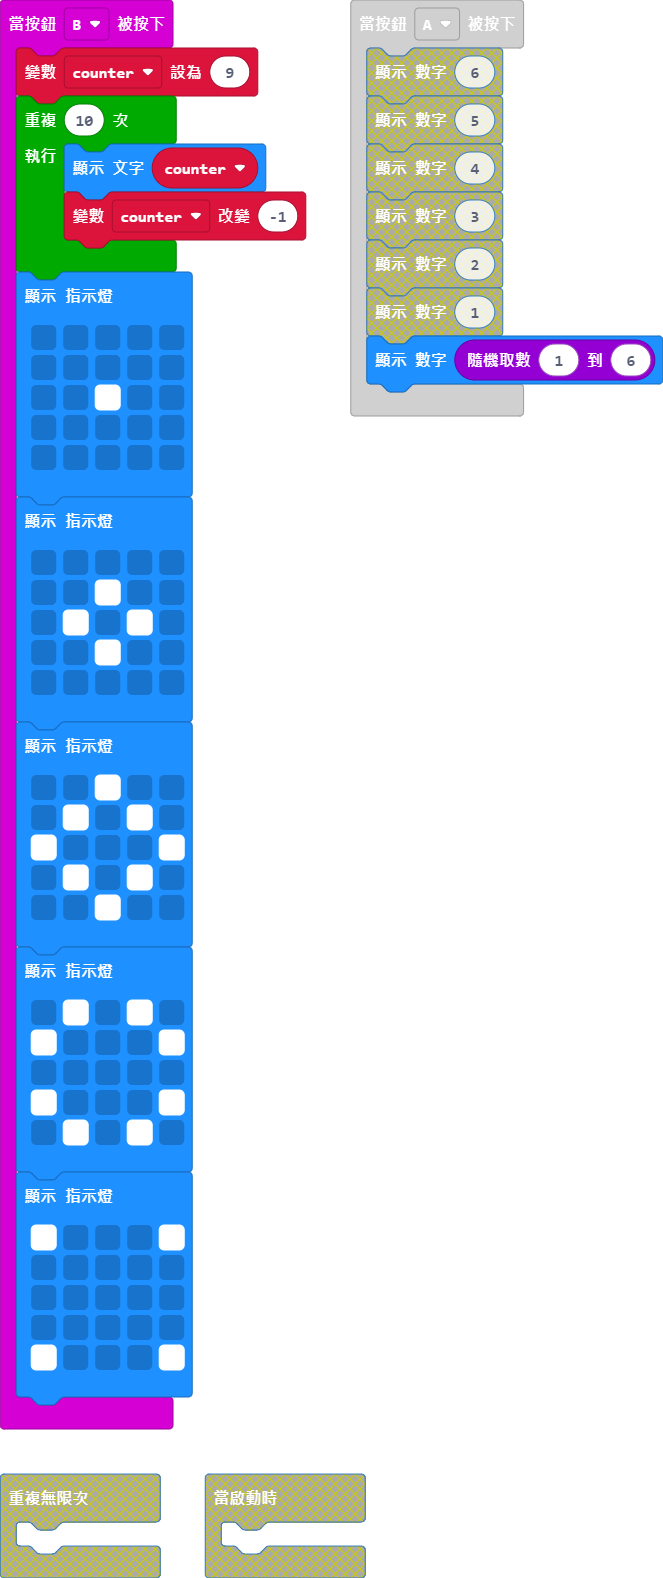 當按鈕 B 被按下
變數 counter 設為 9
重複 10 次
執行
顯示 文字 counter
變數 counter 改變 -1
顯示 指示燈
顯示 指示燈
顯示 指示燈
顯示 指示燈
顯示 指示燈
當按鈕 A 被按下
顯示 數字 6
顯示 數字 5
顯示 數字 4
顯示 數字 3
顯示 數字 2
顯示 數字 1
顯示 數字 隨機取數 1 到 6
重複無限次
當啟動時